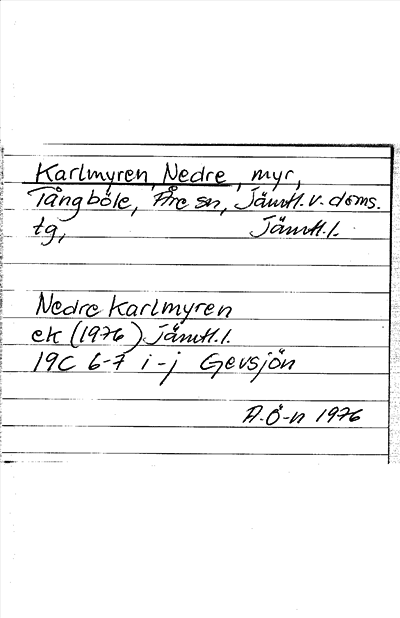 Karlmyren, Nedre, myr,
Tångböle, Åre sn, Jämtl. v. doms.
tg, Jämtl. l.
Nedre Karlmyren
ek (1976) Jämtl. l.
19C 6-7 i-j Gevsjön
A.Ö-n 1976